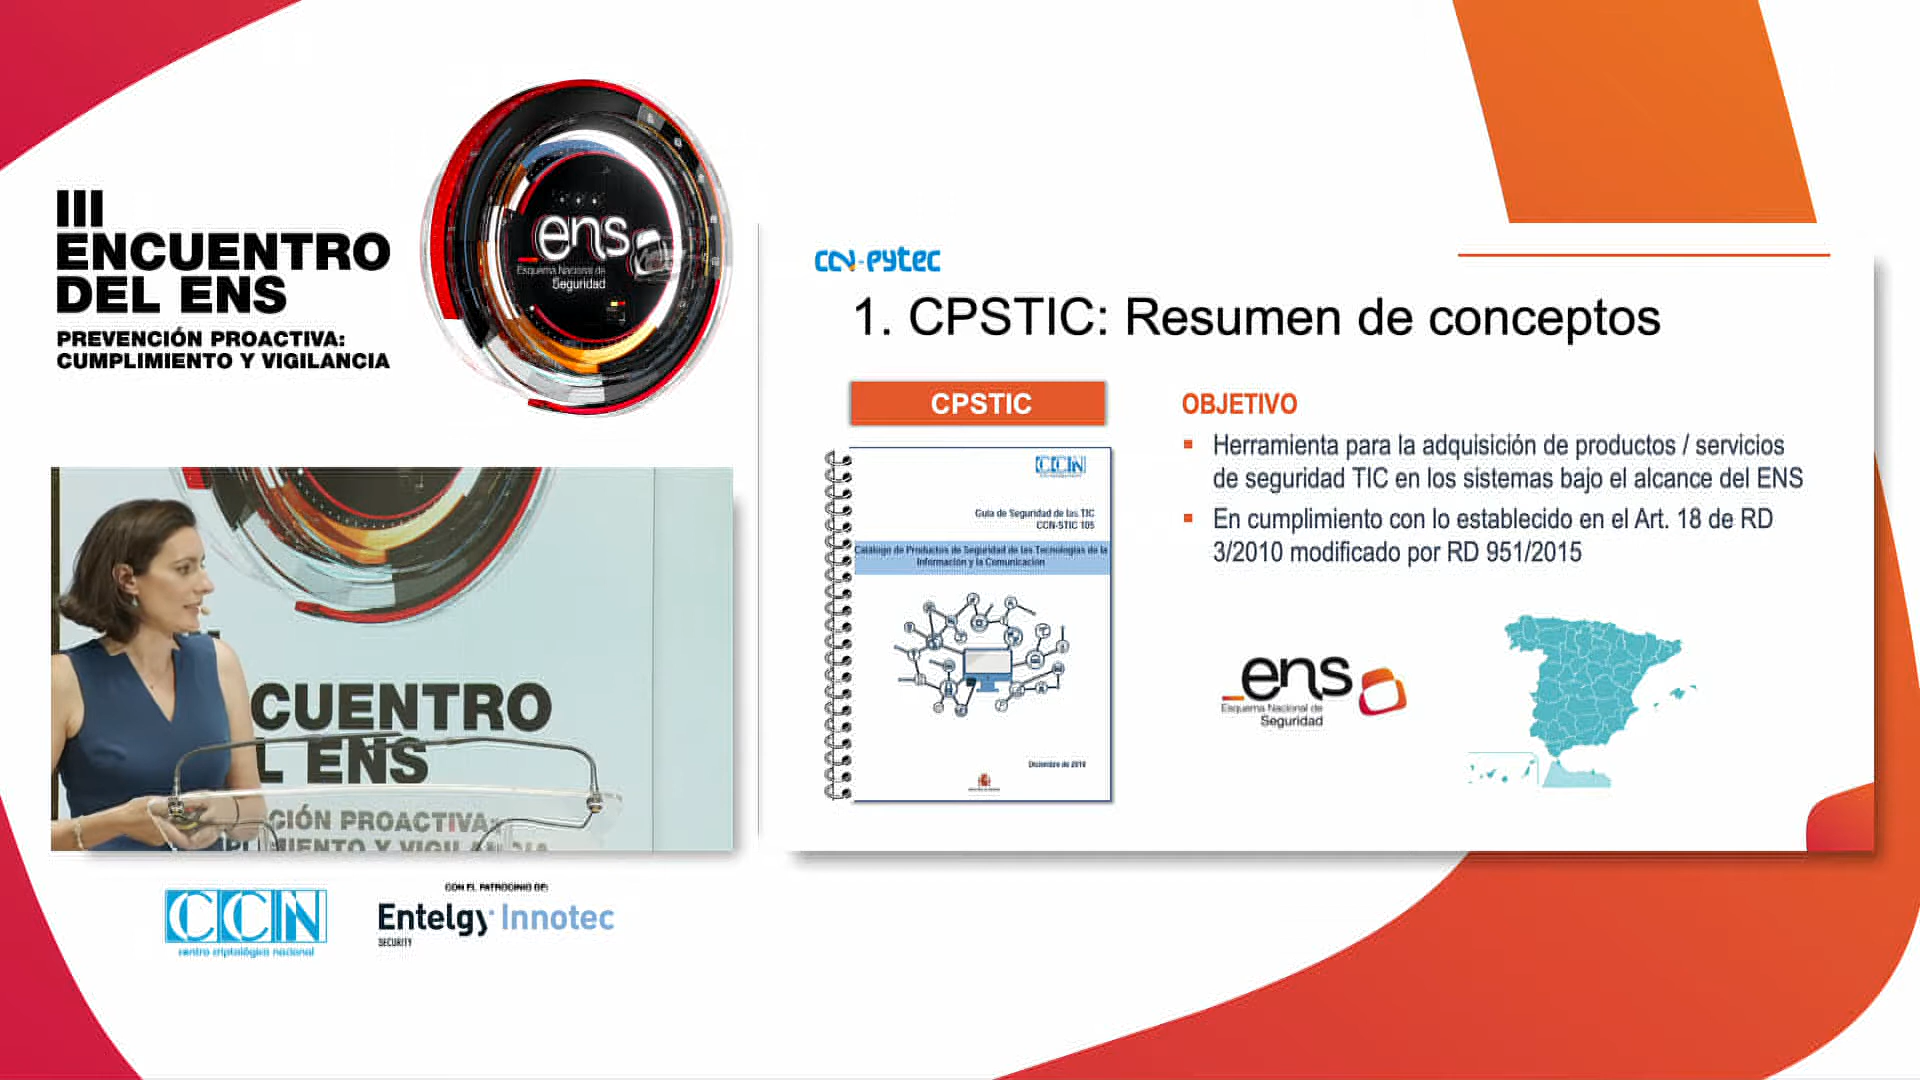 III
ENCUENTRO
DEL ENS
PREVENCIÓN PROACTIVA:
CUMPLIMIENTO Y VIGILANCIA
ens
Esquema Nacional de
Seguridad
CUENTRO
L ENS
CIÓN PROACTIVA:
MIENTO Y VIGILANCIA
CCN
centro criptológico nacional
CON EL PATROCINIO DE:
Entelgy Innotec
SECURITY
CCN-pytec
1. CPSTIC: Resumen de conceptos
CPSTIC
CCN
Guía de Seguridad de las TIC
CCN-STIC 105
Catálogo de Productos de Seguridad de las Tecnologías de la
Información y la Comunicación
Diciembre de 2018
OBJETIVO
▪ Herramienta para la adquisición de productos / servicios
de seguridad TIC en los sistemas bajo el alcance del ENS
▪ En cumplimiento con lo establecido en el Art. 18 de RD
3/2010 modificado por RD 951/2015
ens
Esquema Nacional de
Seguridad